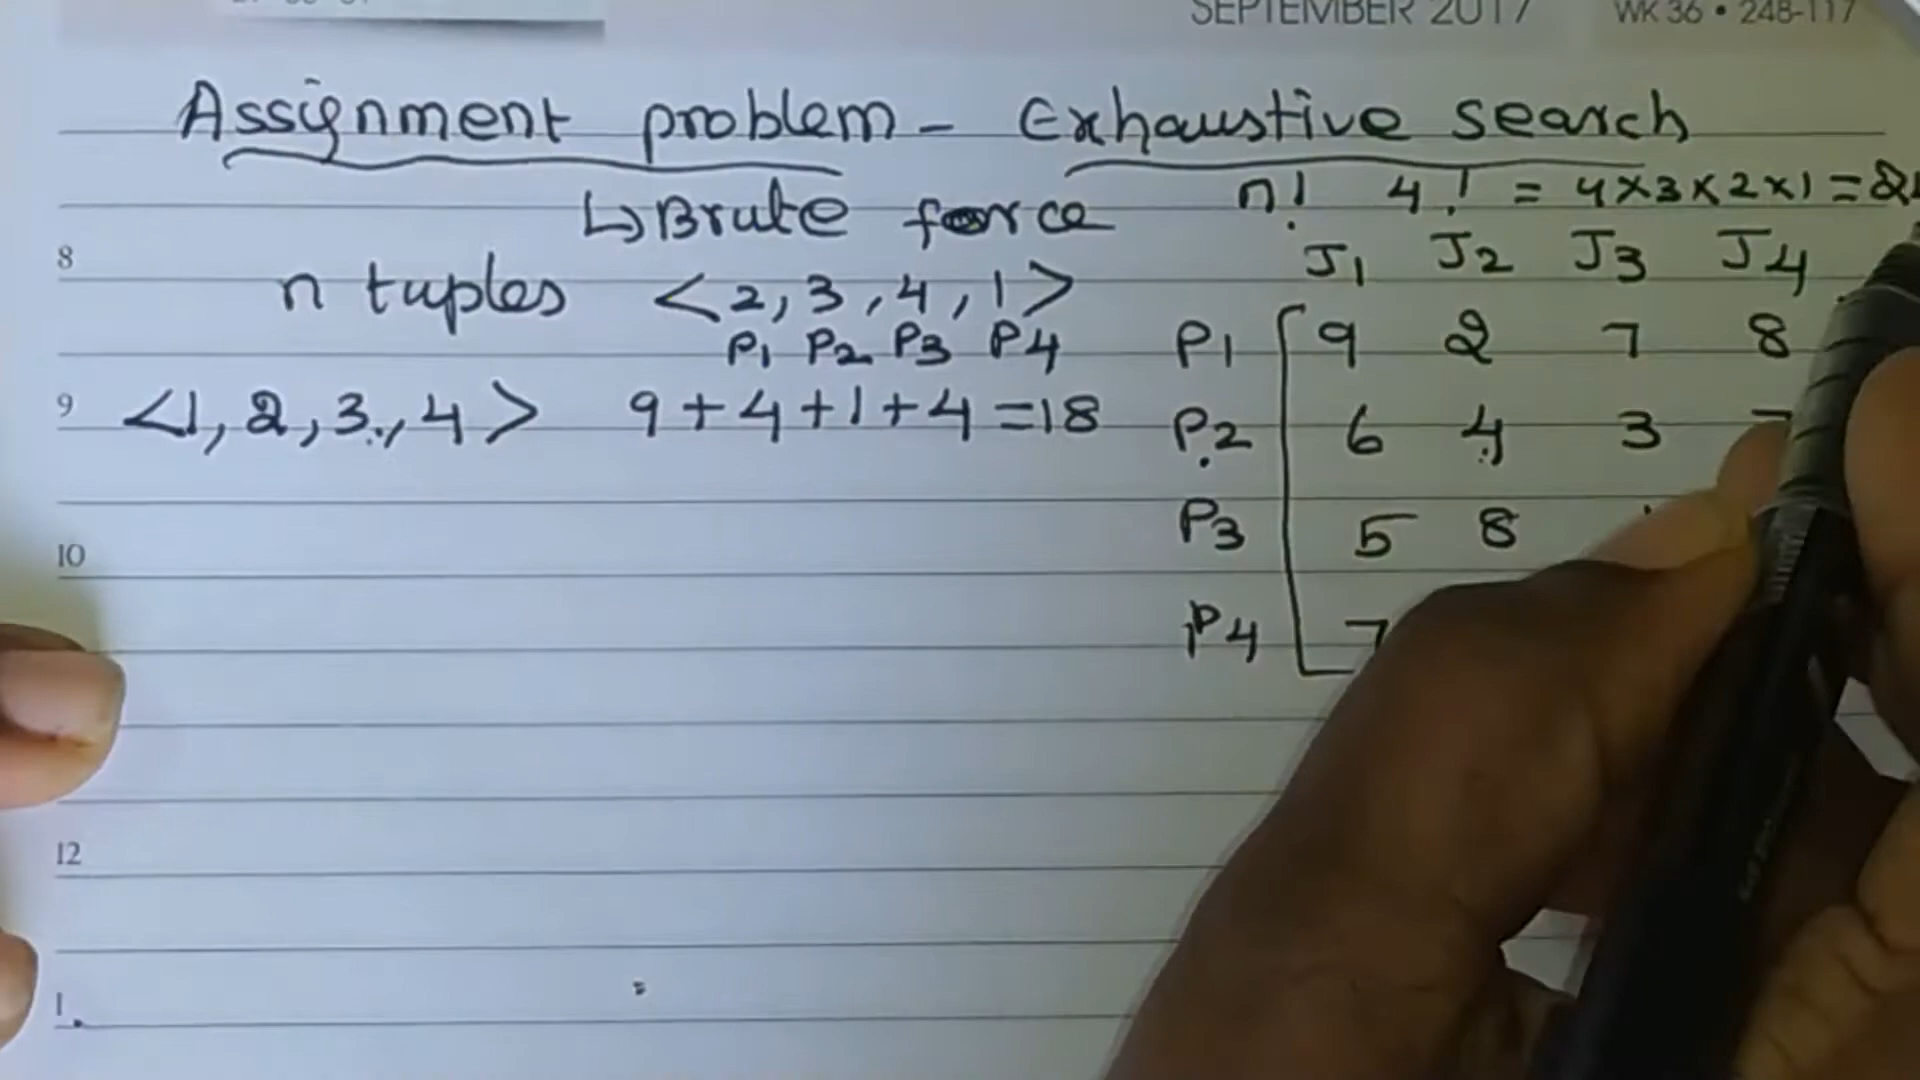 SEPTEMBER 2017 WK 36 • 248-117
Assignment problem - Exhaustive search
↳ Brute force
n! 4! = 4×3×2×1 =
n tuples <2, 3, 4, 1>
P1 P2 P3 P4
<1, 2, 3, 4> 9+4+1+4=18
J1 J2 J3 J4
P1 9 2 7 8
P2 6 4 3 7
P3 5 8
P4 7
8
9
10
12
1